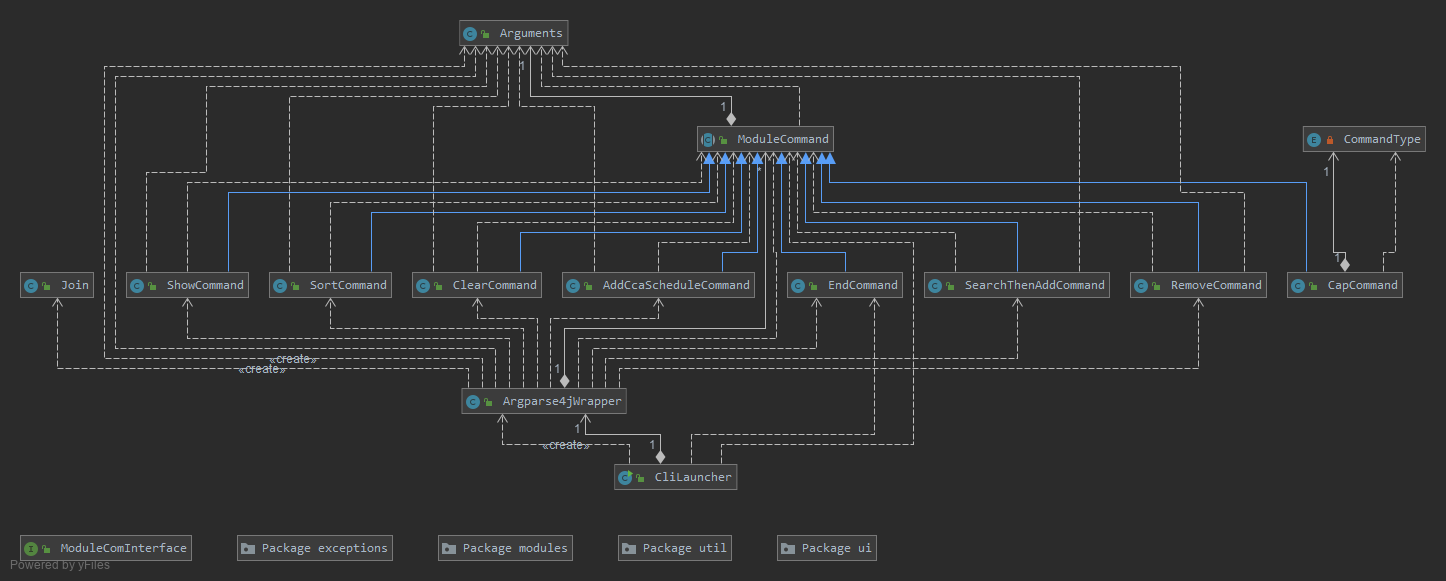 Arguments
1
1
ModuleCommand
CommandType
*
1
1
Join
ShowCommand
SortCommand
ClearCommand
AddCcaScheduleCommand
EndCommand
SearchThenAddCommand
RemoveCommand
CapCommand
«create»
«create»
1
Argparse4jWrapper
1
1
«create»
CliLauncher
ModuleComInterface
Package exceptions
Package modules
Package util
Package ui
Powered by yFiles